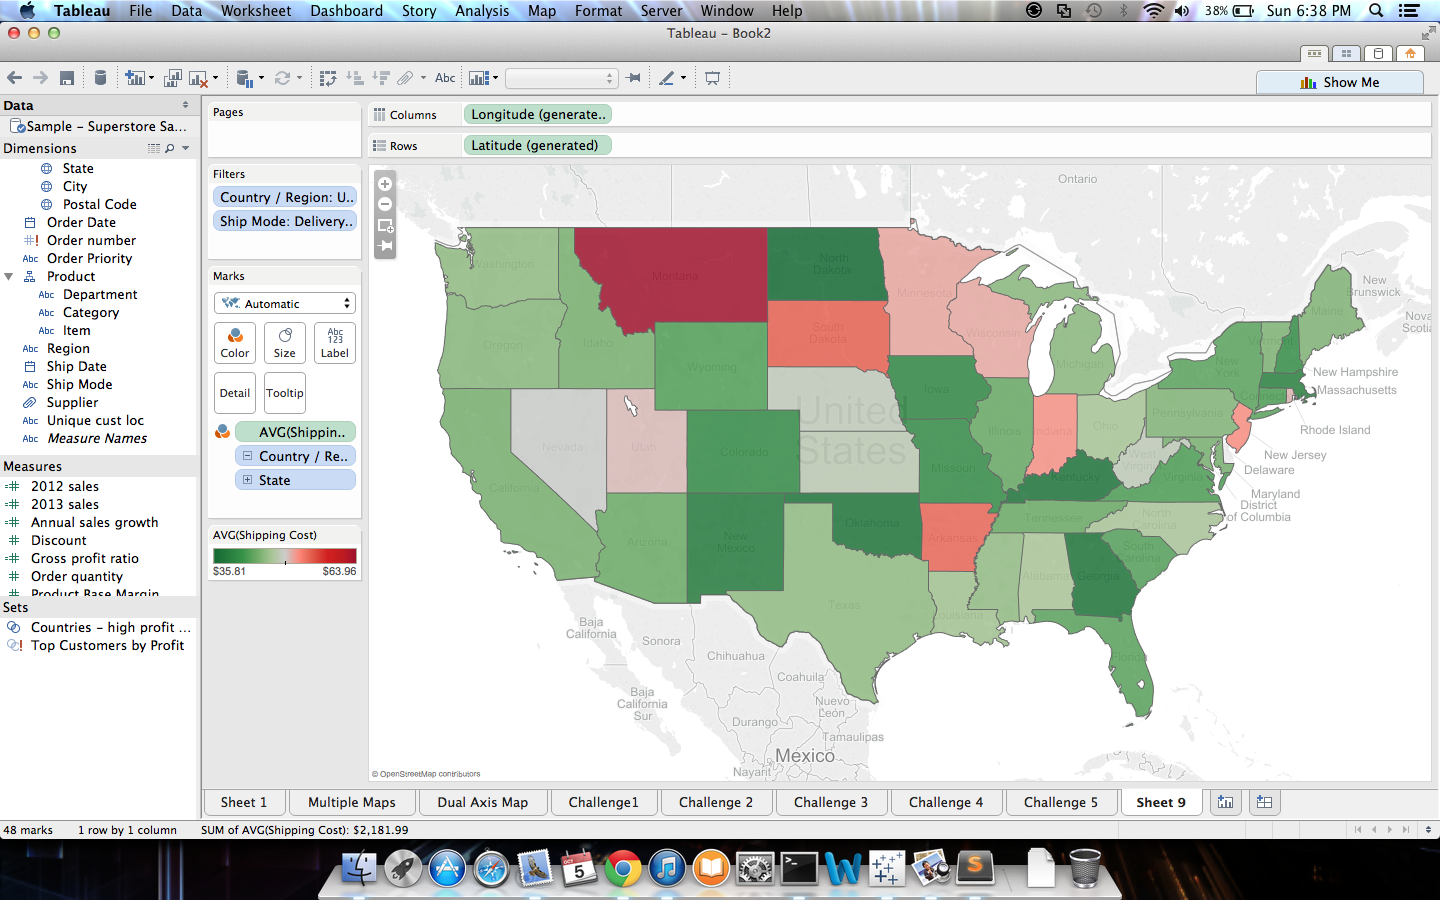 Tableau File Data Worksheet Dashboard Story Analysis Map Format Server Window Help 38% Sun 6:38 PM
Tableau - Book2
Abc
Show Me
Data
Sample - Superstore Sa...
Dimensions
State
City
Postal Code
Order Date
Order number
Abc Order Priority
Product
Abc Department
Abc Category
Abc Item
Abc Region
Ship Date
Abc Ship Mode
Supplier
Abc Unique cust loc
Abc Measure Names
Measures
2012 sales
2013 sales
Annual sales growth
Discount
Gross profit ratio
Order quantity
Product Base Margin
Sets
Countries - high profit ...
Top Customers by Profit
Pages
Filters
Country / Region: U..
Ship Mode: Delivery..
Marks
Automatic
Color
Size
Abc
123
Label
Detail
Tooltip
AVG(Shippin..
Country / Re..
State
AVG(Shipping Cost)
$35.81 $63.96
Columns
Longitude (generate..
Rows
Latitude (generated)
Ontario
Washington
Montana
North
Dakota
Minnesota
Oregon
Idaho
South
Dakota
Wisconsin
Michigan
Wyoming
New
Brunswick
Maine
Nova
Vermont
New
York
New Hampshire
Massachusetts
Iowa
Connect
United
States
Nevada
Utah
Colorado
Illinois
Indiana
Ohio
Pennsylvania
Rhode Island
New Jersey
Delaware
Maryland
District
of Columbia
West
Virginia
Virginia
Missouri
Kentucky
California
Arizona
New
Mexico
Oklahoma
Arkansas
Tennessee
North
Carolina
South
Carolina
Texas
Louisiana
Alabama
Georgia
Florida
Baja
California
Sonora
Chihuahua
Coahuila
Baja
California
Sur
Nuevo
León
Durango
Tamaulipas
Mexico
Nayarit
© OpenStreetMap contributors
Sheet 1 Multiple Maps Dual Axis Map Challenge1 Challenge 2 Challenge 3 Challenge 4 Challenge 5 Sheet 9
48 marks 1 row by 1 column SUM of AVG(Shipping Cost): $2,181.99
OCT
5
W
S